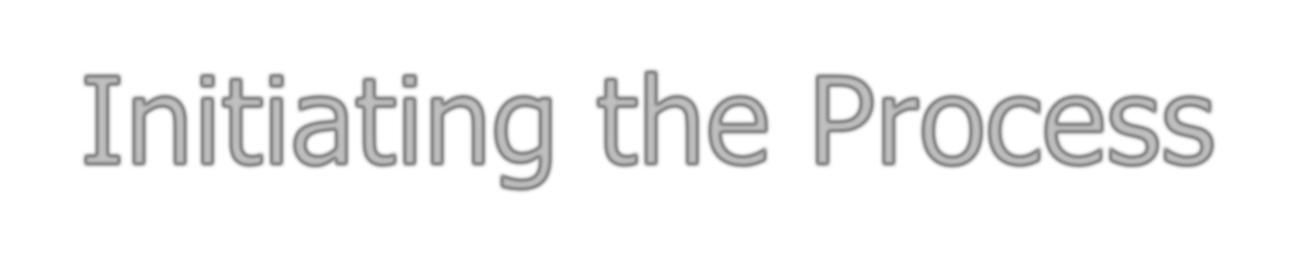 Initiating the Process